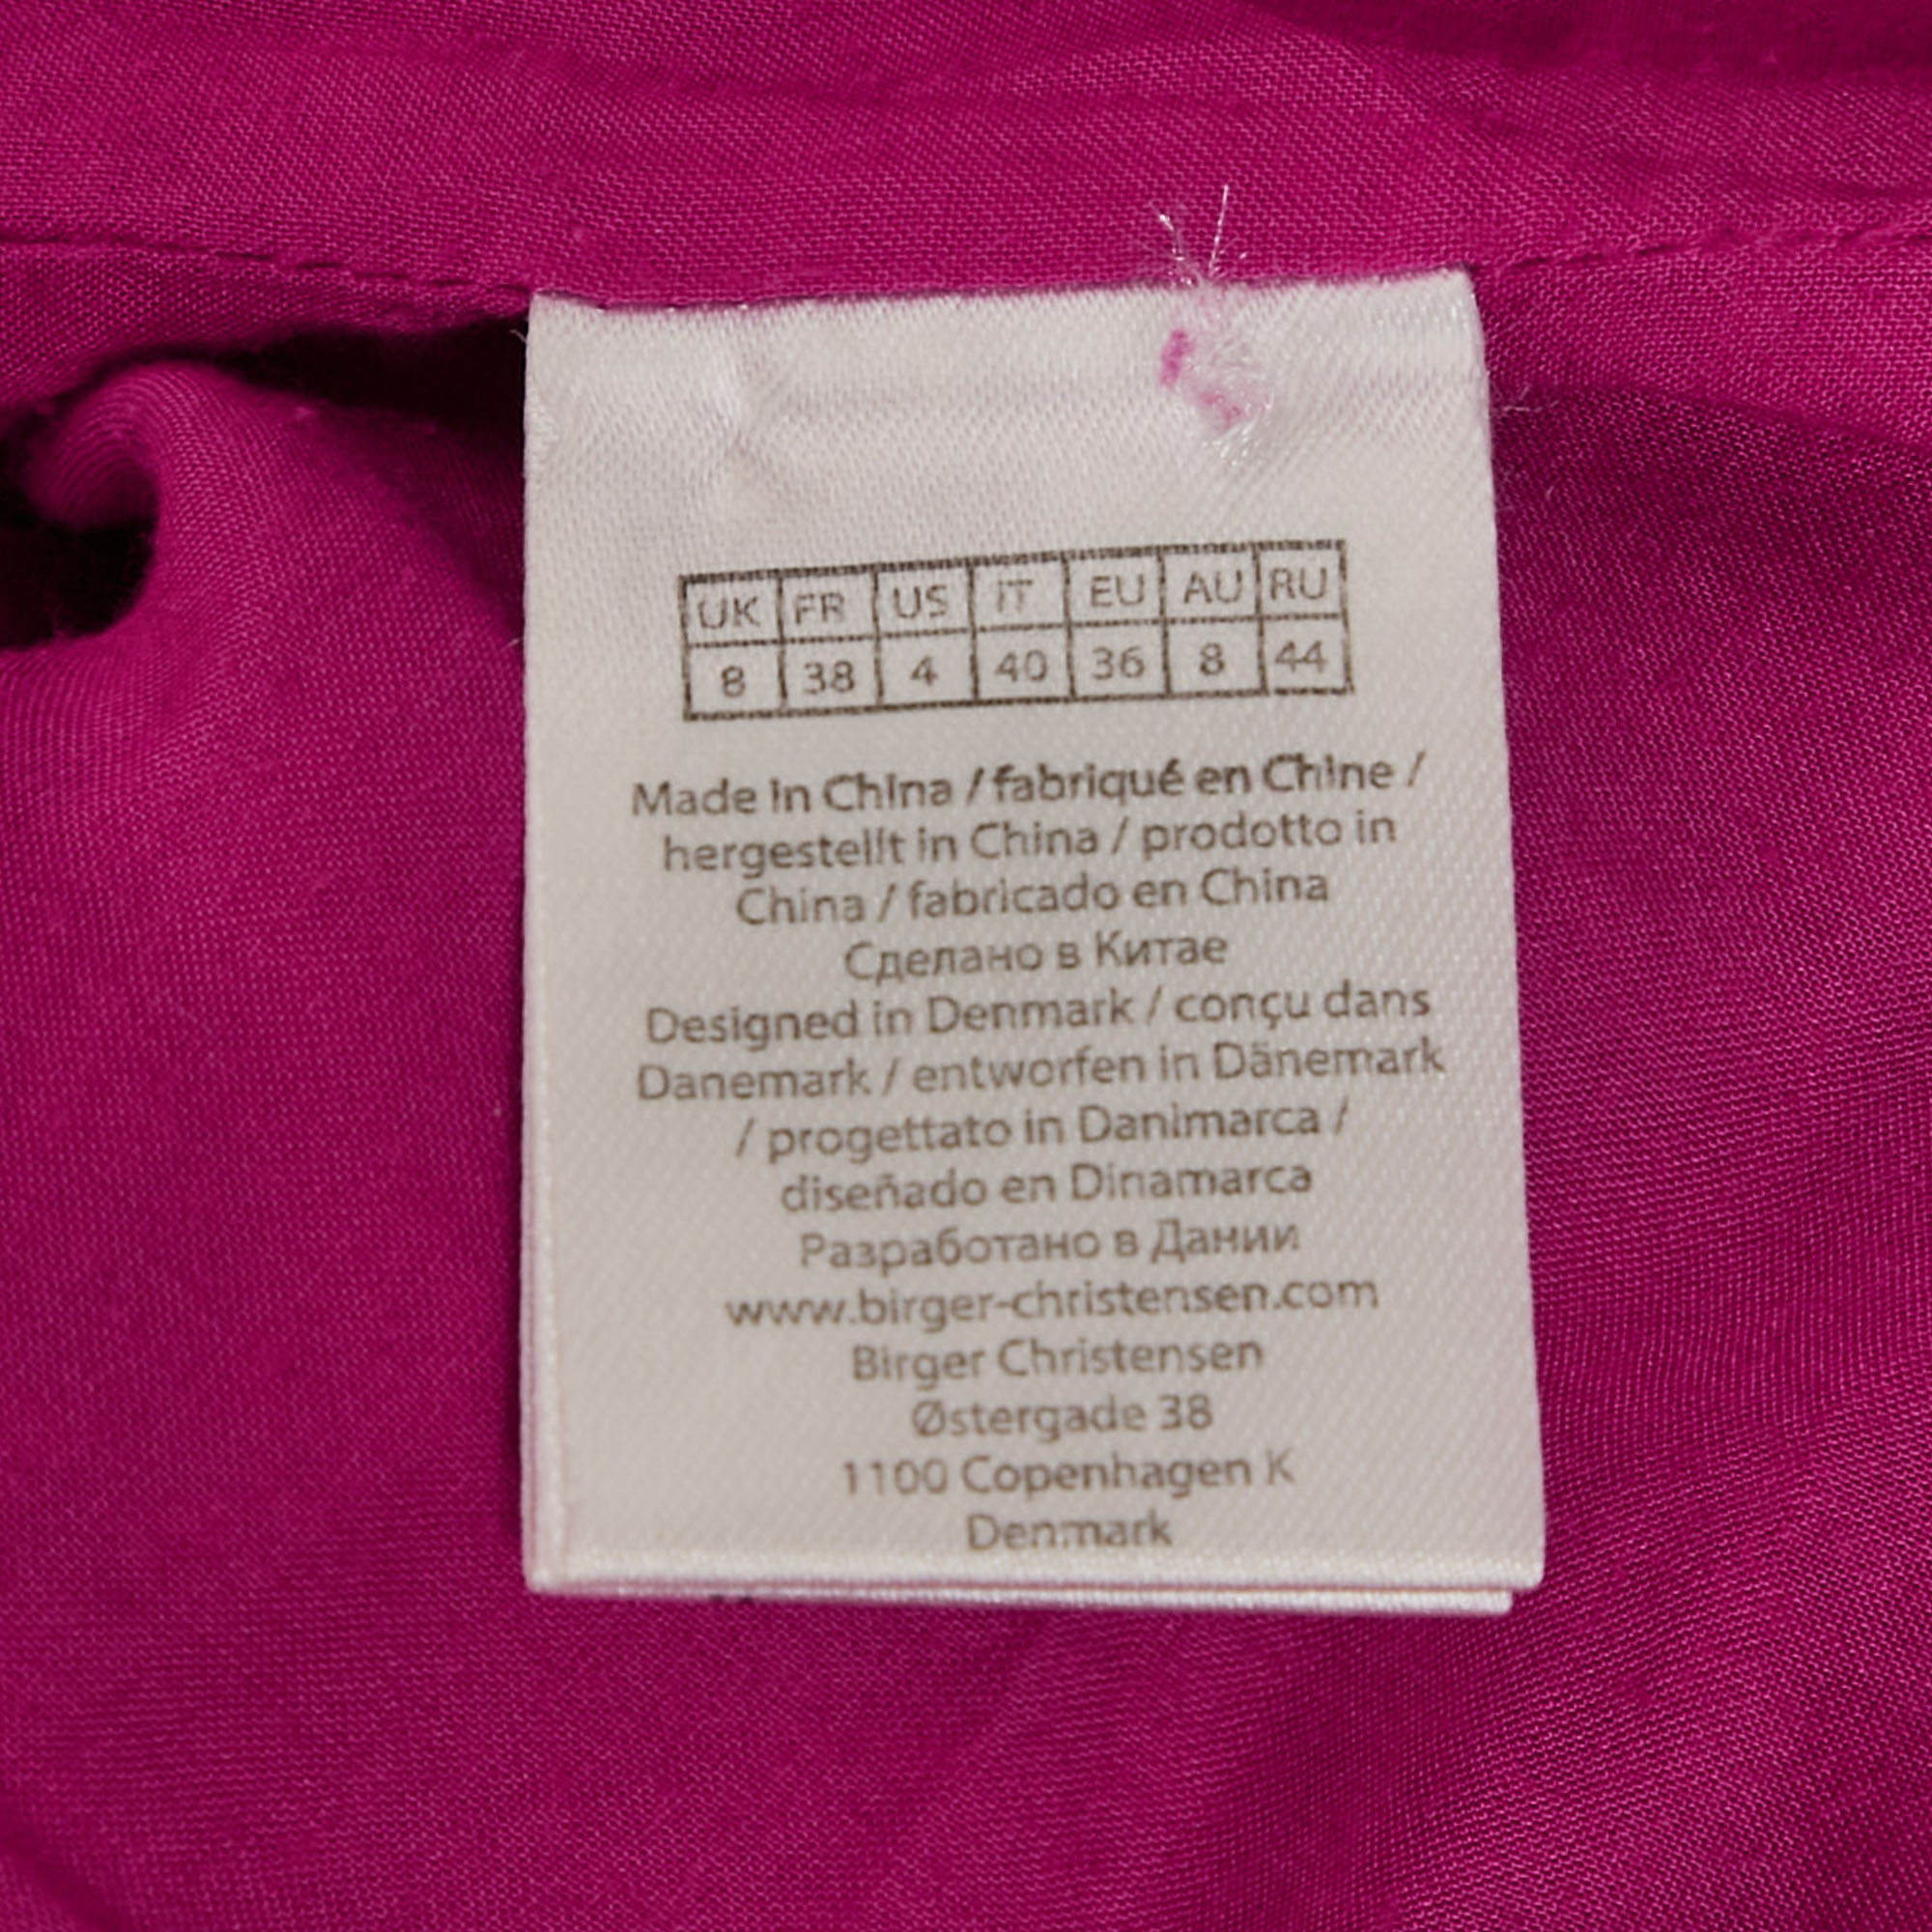 UK FR US IT EU AU RU
8 38 4 40 36 8 44
Made in China / fabriqué en Chine /
hergestellt in China / prodotto in
China / fabricado en China
Сделано в Китае
Designed in Denmark / conçu dans
Danemark / entworfen in Dänemark
/ progettato in Danimarca /
diseñado en Dinamarca
Разработано в Дании
www.birger-christensen.com
Birger Christensen
Østergade 38
1100 Copenhagen K
Denmark